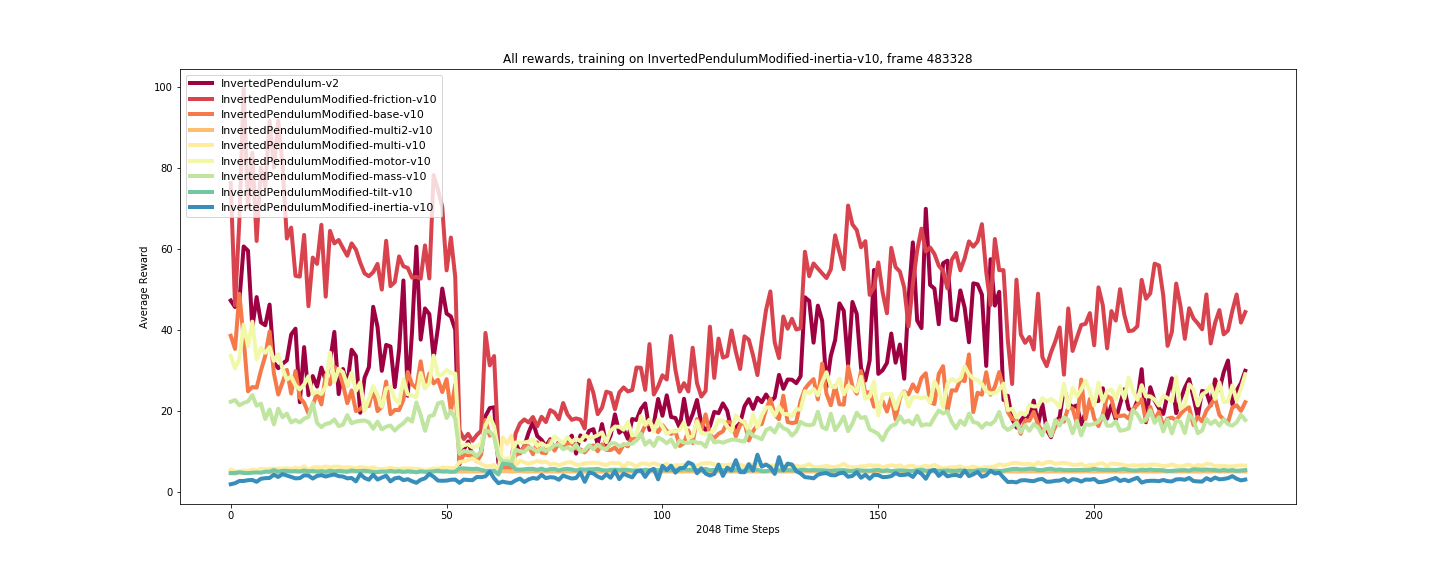 All rewards, training on InvertedPendulumModified-inertia-v10, frame 483328
InvertedPendulum-v2
InvertedPendulumModified-friction-v10
InvertedPendulumModified-base-v10
InvertedPendulumModified-multi2-v10
InvertedPendulumModified-multi-v10
InvertedPendulumModified-motor-v10
InvertedPendulumModified-mass-v10
InvertedPendulumModified-tilt-v10
InvertedPendulumModified-inertia-v10
100
80
60
40
20
0
Average Reward
0 50 100 150 200
2048 Time Steps